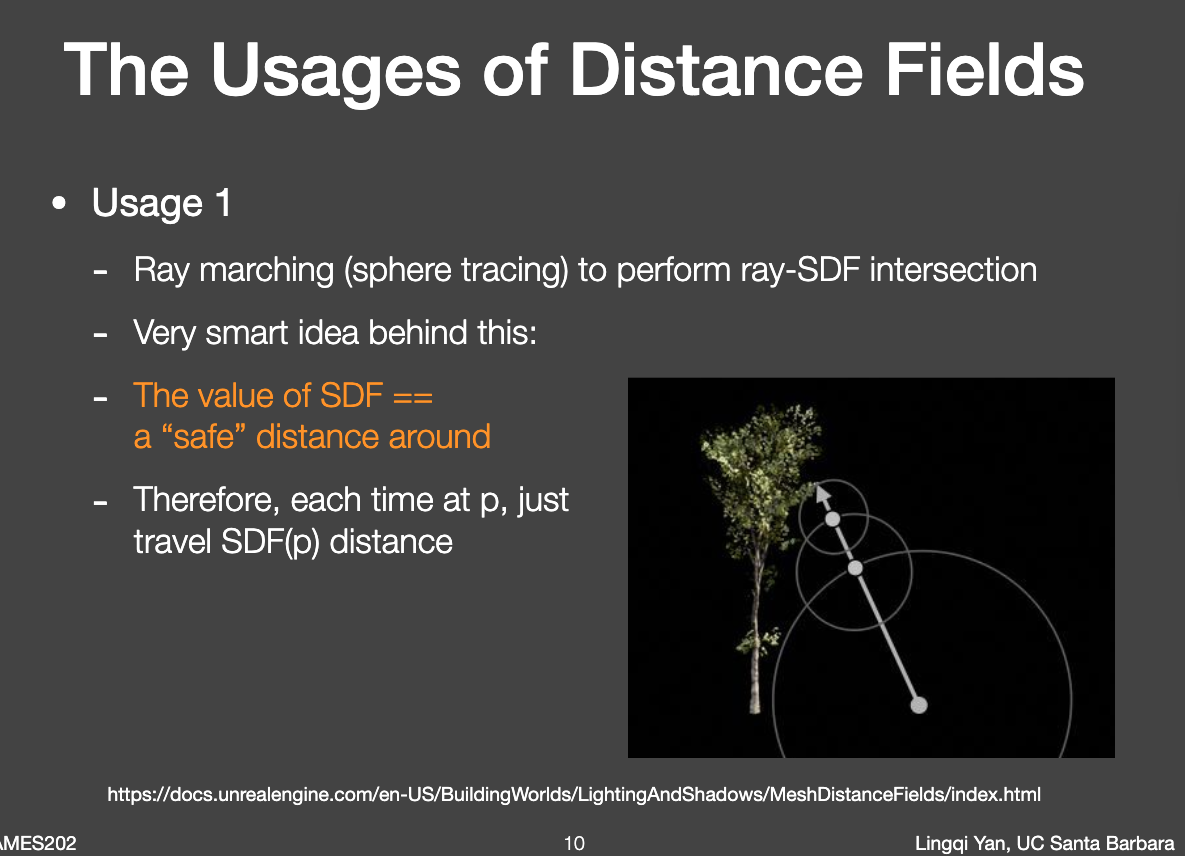 The Usages of Distance Fields
• Usage 1
- Ray marching (sphere tracing) to perform ray-SDF intersection
- Very smart idea behind this:
- The value of SDF ==
a “safe” distance around
- Therefore, each time at p, just
travel SDF(p) distance
https://docs.unrealengine.com/en-US/BuildingWorlds/LightingAndShadows/MeshDistanceFields/index.html
AMES202
10
Lingqi Yan, UC Santa Barbara